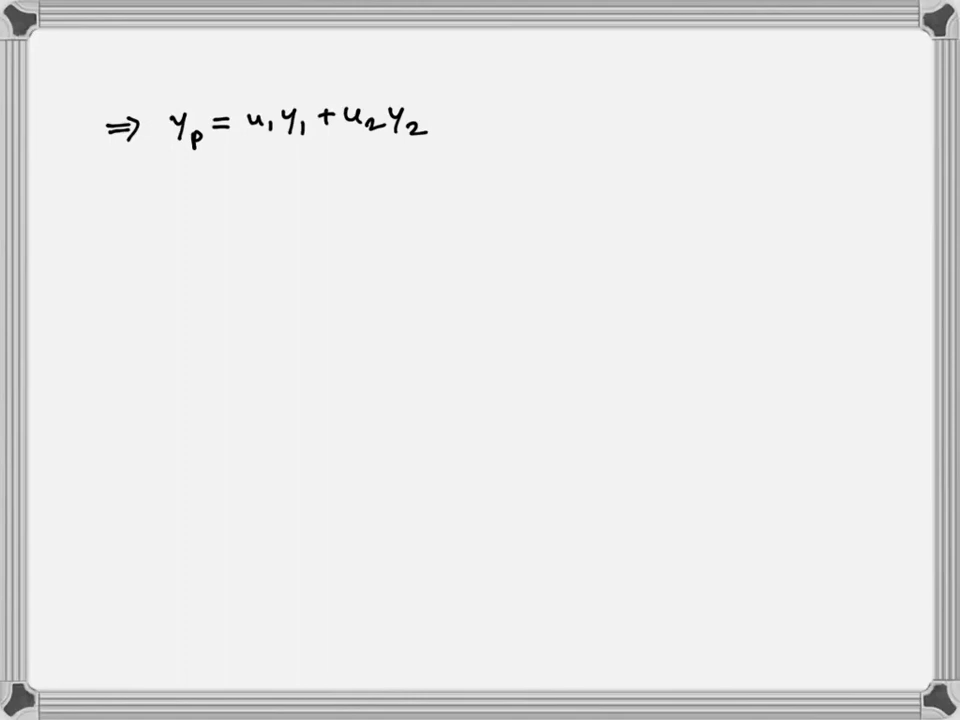 ⇒ y_p = u_1 y_1 + u_2 y_2